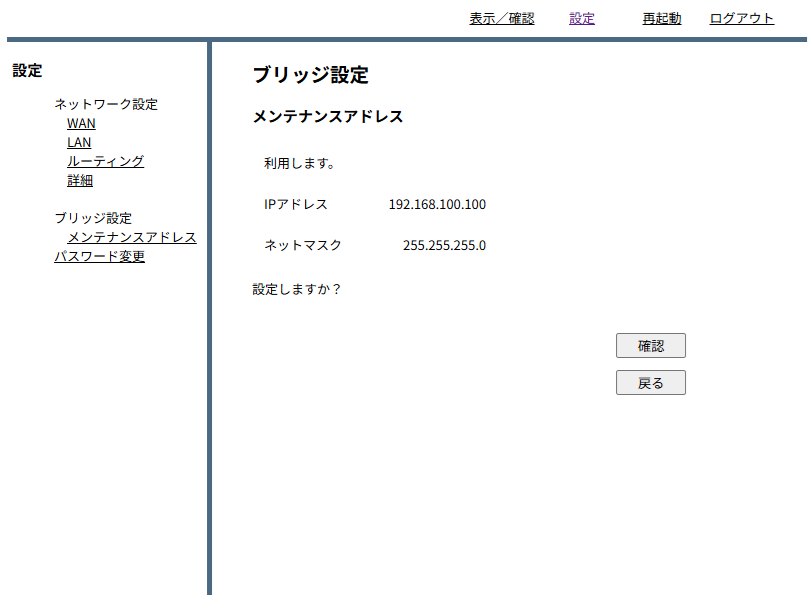 表示／確認 設定 再起動 ログアウト
設定
ネットワーク設定
WAN
LAN
ルーティング
詳細
ブリッジ設定
メンテナンスアドレス
パスワード変更
ブリッジ設定
メンテナンスアドレス
利用します。
IPアドレス 192.168.100.100
ネットマスク 255.255.255.0
設定しますか？
確認
戻る